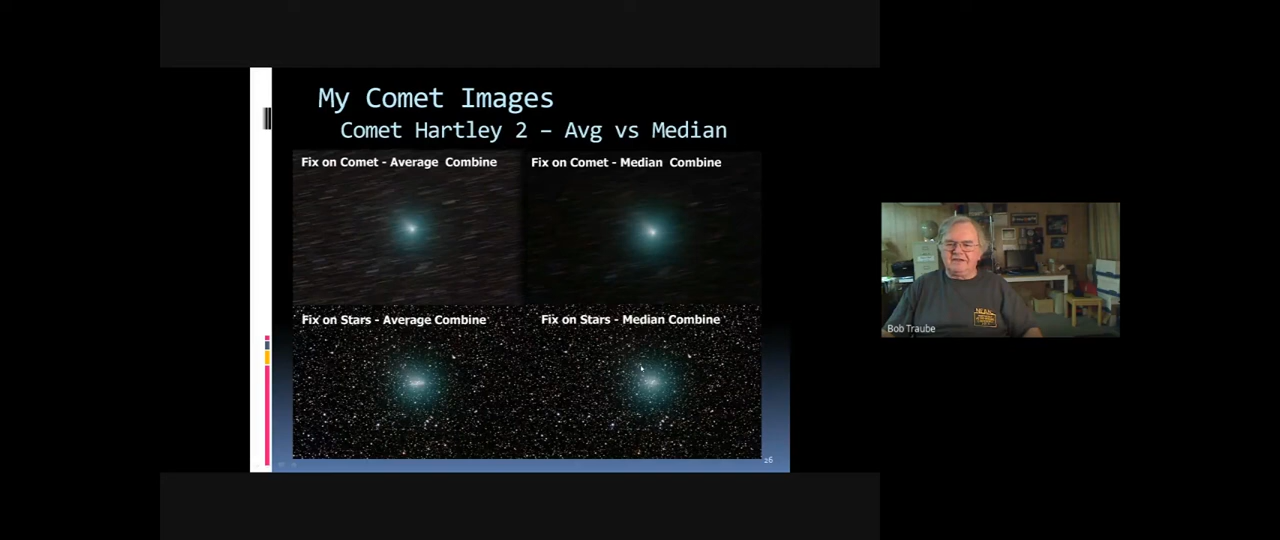 My Comet Images
Comet Hartley 2 – Avg vs Median
Fix on Comet - Average Combine
Fix on Comet - Median Combine
Fix on Stars - Average Combine
Fix on Stars - Median Combine
26
Bob Traube